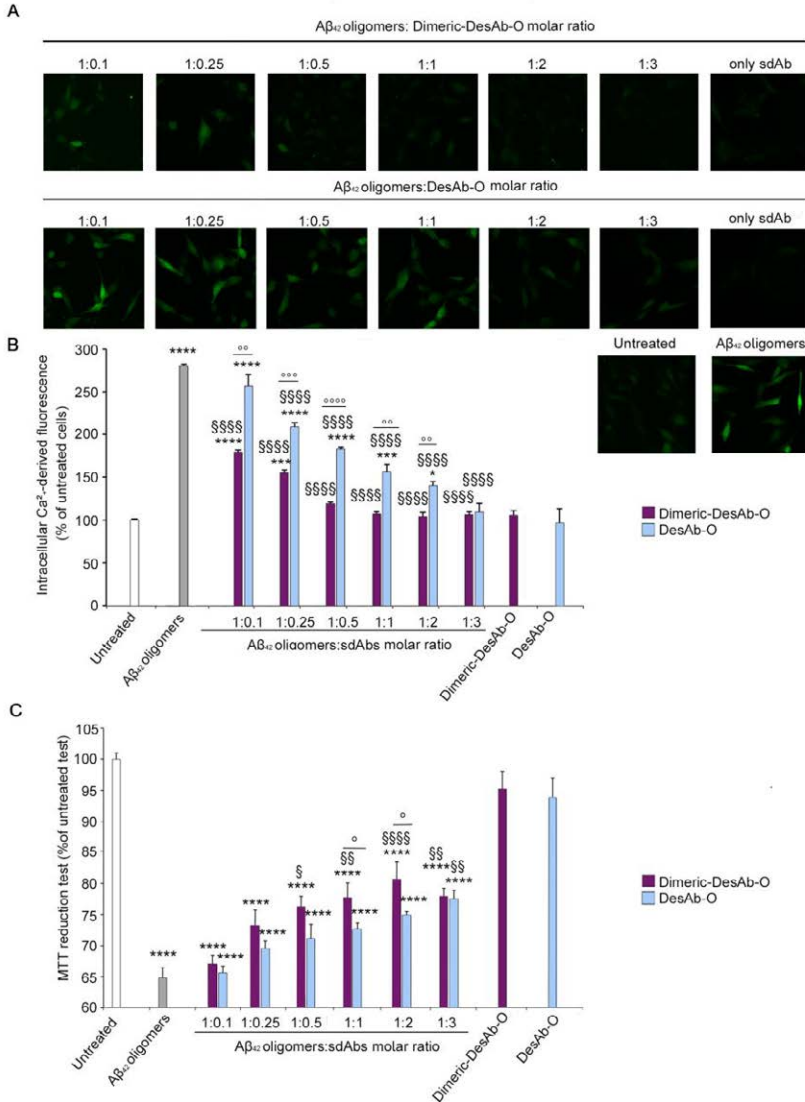 A
Aβ₄₂ oligomers: Dimeric-DesAb-O molar ratio
1:0.1 1:0.25 1:0.5 1:1 1:2 1:3 only sdAb
Aβ₄₂ oligomers:DesAb-O molar ratio
1:0.1 1:0.25 1:0.5 1:1 1:2 1:3 only sdAb
B
Untreated Aβ₄₂ oligomers
Intracellular Ca²-derived fluorescence
(% of untreated cells)
300
250
200
150
100
50
0
****
°° °°° °°°° °° °°
**** §§§§ **** §§§§ **** §§§§ *** §§§§ * §§§§
§§§§ **** §§§§ *** §§§§ §§§§ §§§§ §§§§
Dimeric-DesAb-O
DesAb-O
1:0.1 1:0.25 1:0.5 1:1 1:2 1:3
Untreated Aβ₄₂ oligomers Aβ₄₂ oligomers:sdAbs molar ratio Dimeric-DesAb-O DesAb-O
C
MTT reduction test (%of untreated test)
105
100
95
90
85
80
75
70
65
60
° °
**** **** **** **** **** § **** **** §§ **** **** §§§§ **** **** §§ **** §§ ****
Dimeric-DesAb-O
DesAb-O
1:0.1 1:0.25 1:0.5 1:1 1:2 1:3
Untreated Aβ₄₂ oligomers Aβ₄₂ oligomers:sdAbs molar ratio Dimeric-DesAb-O DesAb-O